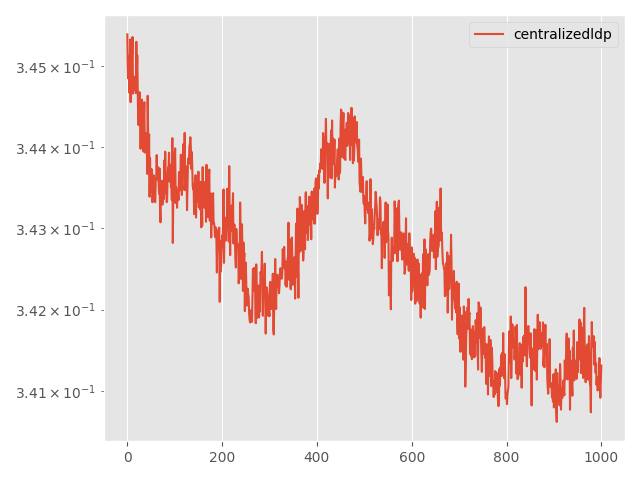 centralizedldp
3.45 × 10⁻¹
3.44 × 10⁻¹
3.43 × 10⁻¹
3.42 × 10⁻¹
3.41 × 10⁻¹
0 200 400 600 800 1000